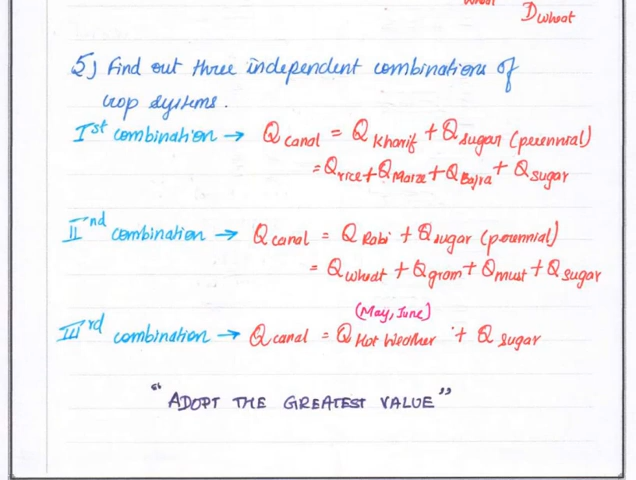 D wheat
5) Find out three independent combinations of
crop systems.
Ist combination → Q canal = Q Kharif + Q sugar (perennial)
= Q rice + Q Maize + Q Bajra + Q sugar
IInd combination → Q canal = Q Rabi + Q sugar (perennial)
= Q wheat + Q gram + Q must + Q sugar
(May, June)
IIIrd combination → Q canal = Q Hot Weather + Q sugar
"ADOPT THE GREATEST VALUE"